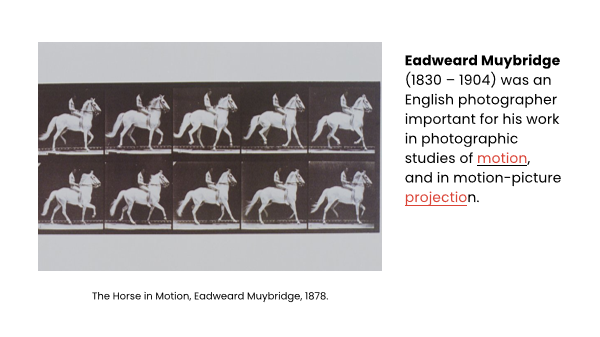 Eadweard Muybridge
(1830 – 1904) was an
English photographer
important for his work
in photographic
studies of motion,
and in motion-picture
projection.
The Horse in Motion, Eadweard Muybridge, 1878.